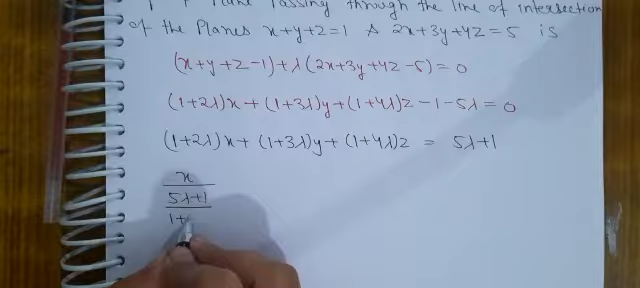 Plane Passing through the line of intersection
of the Planes x+y+z=1 & 2x+3y+4z=5 is
(x+y+z-1)+λ(2x+3y+4z-5)=0
(1+2λ)x+(1+3λ)y+(1+4λ)z-1-5λ=0
(1+2λ)x+(1+3λ)y+(1+4λ)z = 5λ+1
x
5λ+1
1+